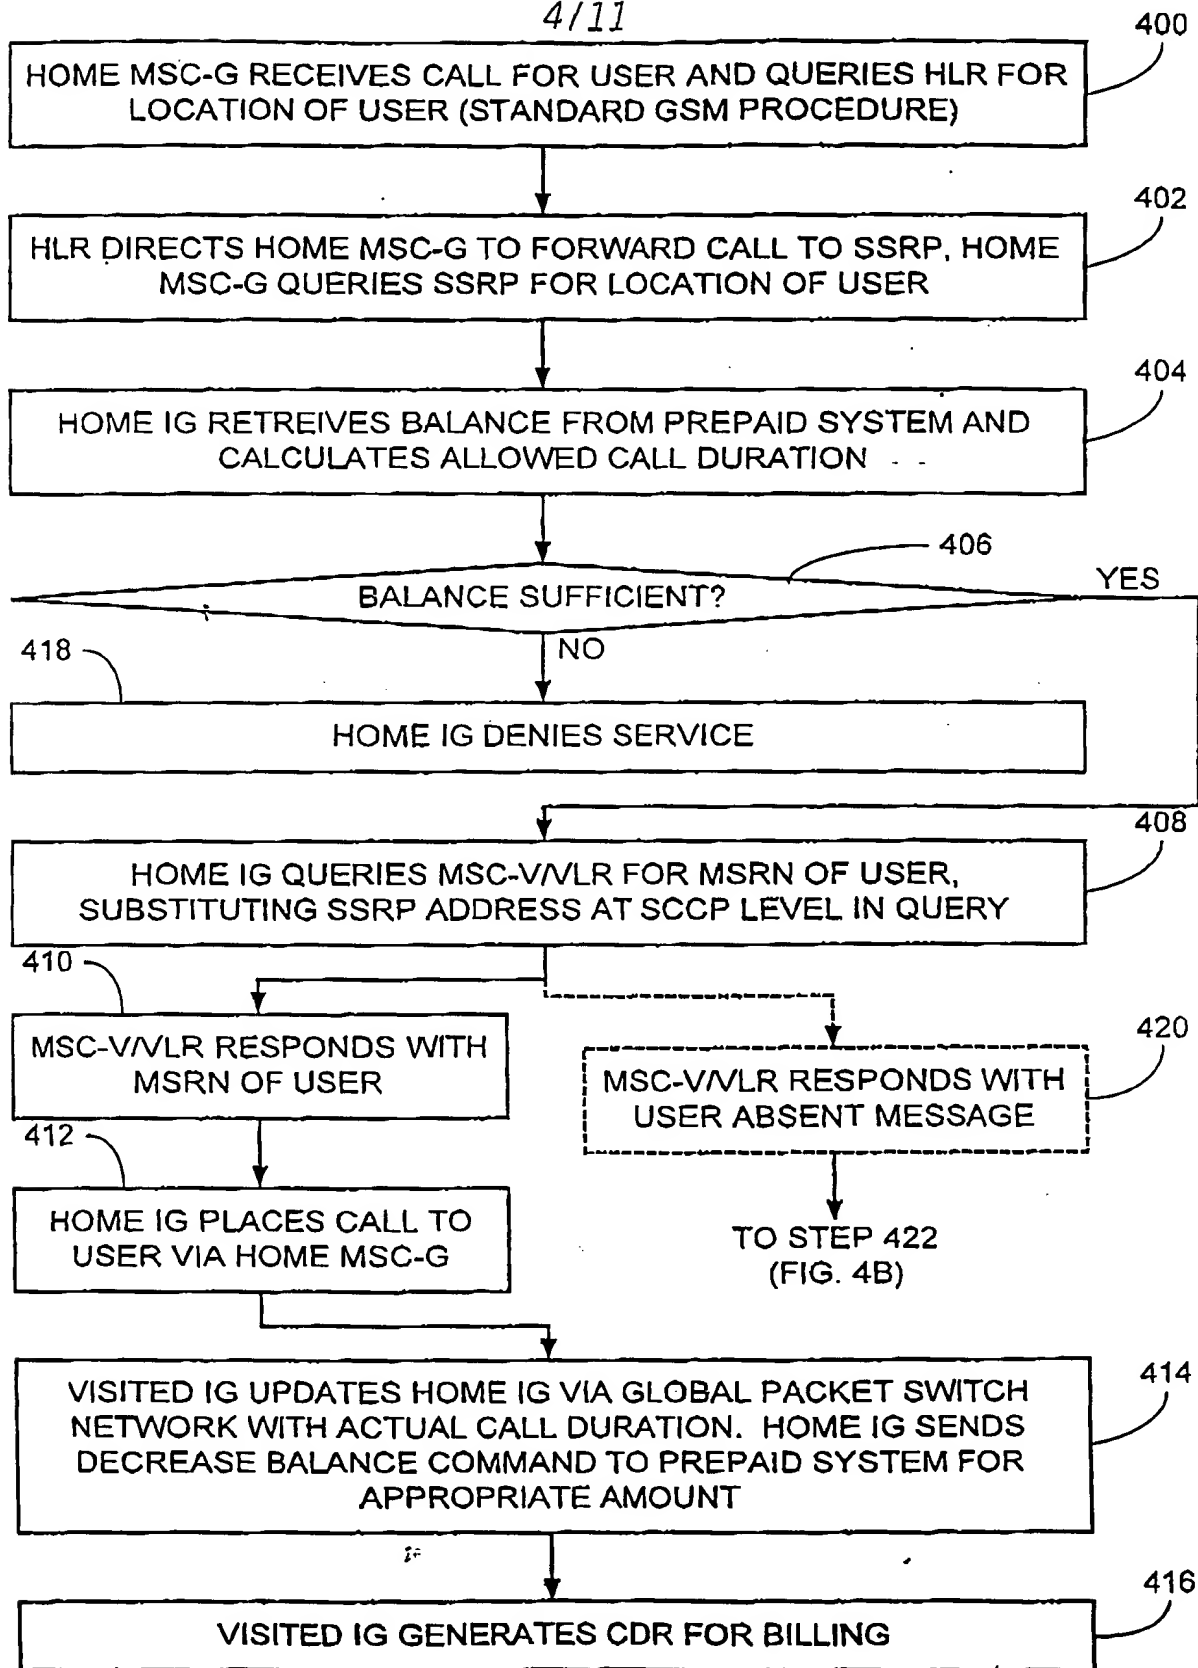 4/11
400
HOME MSC-G RECEIVES CALL FOR USER AND QUERIES HLR FOR
LOCATION OF USER (STANDARD GSM PROCEDURE)
402
HLR DIRECTS HOME MSC-G TO FORWARD CALL TO SSRP, HOME
MSC-G QUERIES SSRP FOR LOCATION OF USER
404
HOME IG RETREIVES BALANCE FROM PREPAID SYSTEM AND
CALCULATES ALLOWED CALL DURATION
406
BALANCE SUFFICIENT?
YES
NO
418
HOME IG DENIES SERVICE
408
HOME IG QUERIES MSC-V/VLR FOR MSRN OF USER,
SUBSTITUTING SSRP ADDRESS AT SCCP LEVEL IN QUERY
410
MSC-V/VLR RESPONDS WITH
MSRN OF USER
420
MSC-V/VLR RESPONDS WITH
USER ABSENT MESSAGE
412
HOME IG PLACES CALL TO
USER VIA HOME MSC-G
TO STEP 422
(FIG. 4B)
414
VISITED IG UPDATES HOME IG VIA GLOBAL PACKET SWITCH
NETWORK WITH ACTUAL CALL DURATION. HOME IG SENDS
DECREASE BALANCE COMMAND TO PREPAID SYSTEM FOR
APPROPRIATE AMOUNT
416
VISITED IG GENERATES CDR FOR BILLING